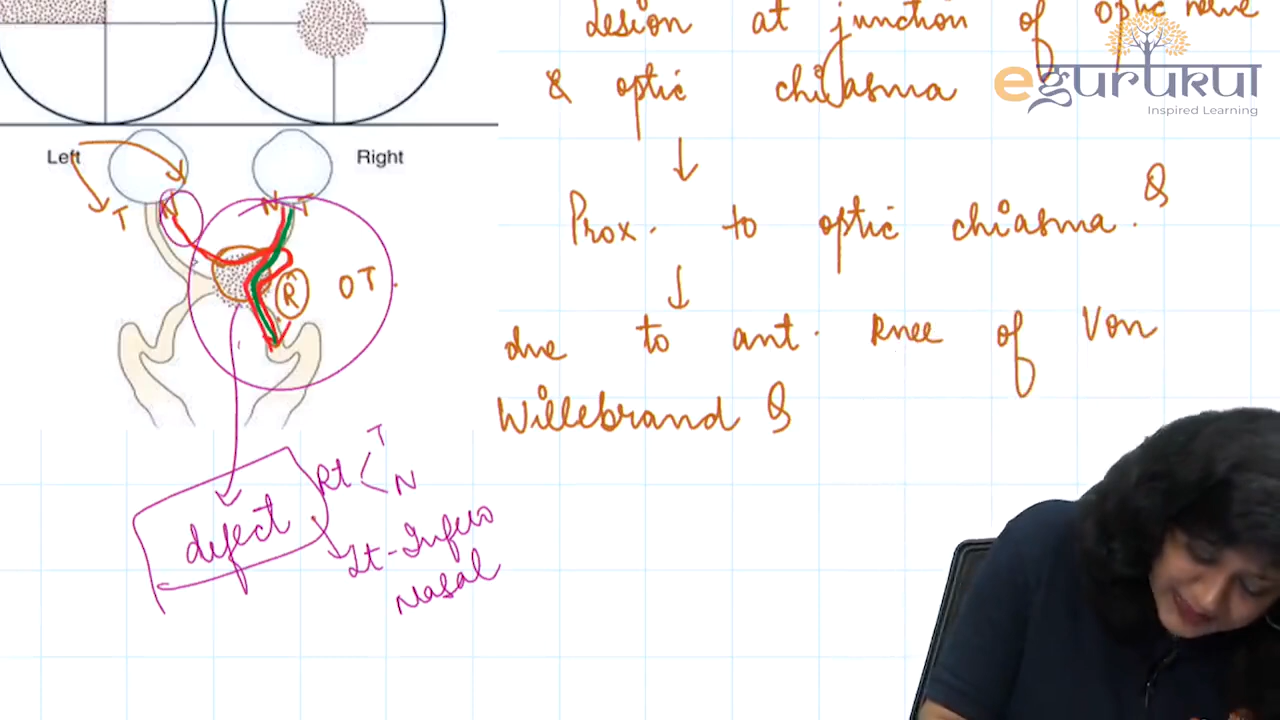 Lesion at junction of optic nerve
& optic chiasma
egurukul
Inspired Learning
↓
Left
Right
T N N T
Prox. to optic chiasma.
R OT.
↓
due to ant. Knee of Von
Willebrand
Rt < T
N
defect
Lt - Infero
Nasal